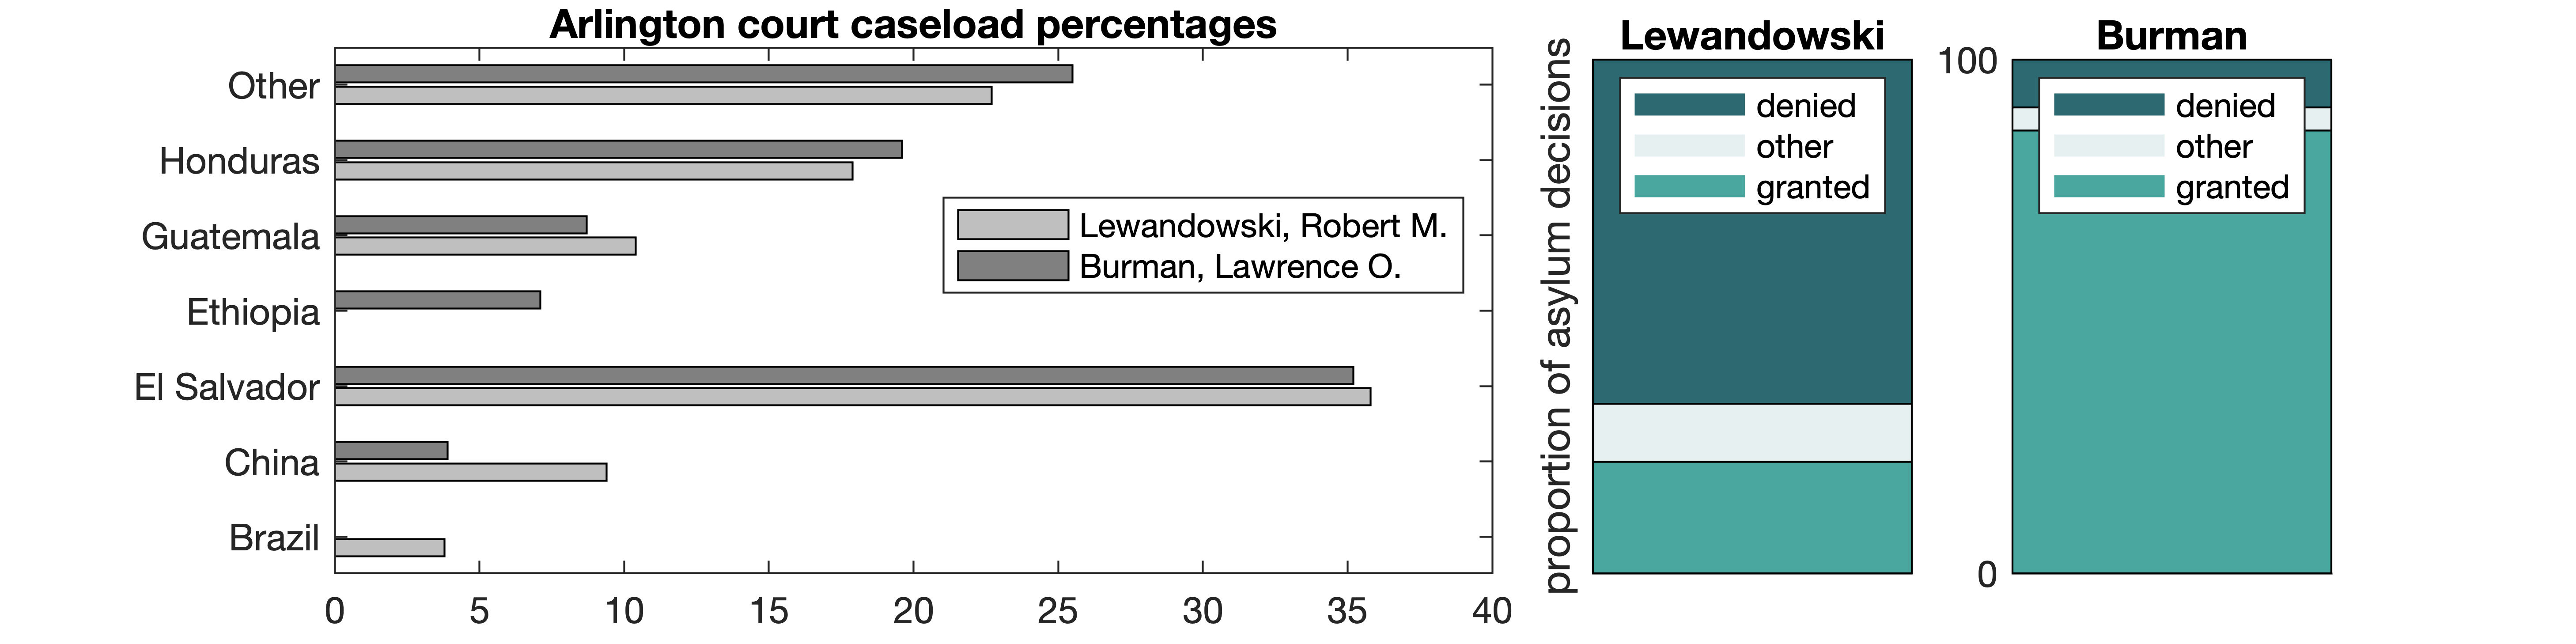 Arlington court caseload percentages
Other
Honduras
Guatemala
Ethiopia
El Salvador
China
Brazil
0 5 10 15 20 25 30 35 40
Lewandowski, Robert M.
Burman, Lawrence O.
proportion of asylum decisions
Lewandowski
denied
other
granted
Burman
100
0
denied
other
granted